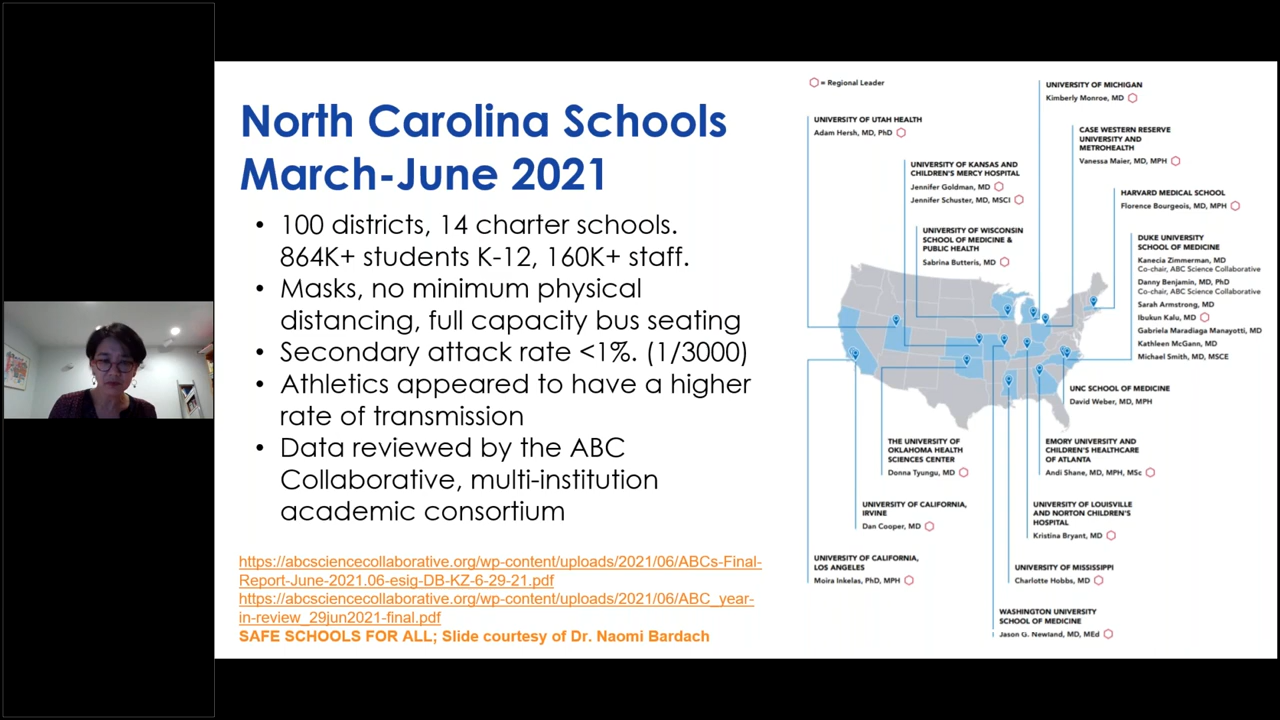 North Carolina Schools
March-June 2021
• 100 districts, 14 charter schools.
864K+ students K-12, 160K+ staff.
• Masks, no minimum physical
distancing, full capacity bus seating
• Secondary attack rate <1%. (1/3000)
• Athletics appeared to have a higher
rate of transmission
• Data reviewed by the ABC
Collaborative, multi-institution
academic consortium
https://abcsciencecollaborative.org/wp-content/uploads/2021/06/ABCs-Final-
Report-June-2021.06-esig-DB-KZ-6-29-21.pdf
https://abcsciencecollaborative.org/wp-content/uploads/2021/06/ABC_year-
in-review_29jun2021-final.pdf
SAFE SCHOOLS FOR ALL; Slide courtesy of Dr. Naomi Bardach
= Regional Leader
UNIVERSITY OF MICHIGAN
Kimberly Monroe, MD
UNIVERSITY OF UTAH HEALTH
Adam Hersh, MD, PhD
CASE WESTERN RESERVE
UNIVERSITY AND
METROHEALTH
Vanessa Maier, MD, MPH
UNIVERSITY OF KANSAS AND
CHILDREN'S MERCY HOSPITAL
Jennifer Goldman, MD
Jennifer Schuster, MD, MSCI
HARVARD MEDICAL SCHOOL
Florence Bourgeois, MD, MPH
UNIVERSITY OF WISCONSIN
SCHOOL OF MEDICINE &
PUBLIC HEALTH
Sabrina Butteris, MD
DUKE UNIVERSITY
SCHOOL OF MEDICINE
Kanecia Zimmerman, MD
Co-chair, ABC Science Collaborative
Danny Benjamin, MD, PhD
Co-chair, ABC Science Collaborative
Sarah Armstrong, MD
Ibukun Kalu, MD
Gabriela Maradiaga Manayotti, MD
Kathleen McGann, MD
Michael Smith, MD, MSCE
UNC SCHOOL OF MEDICINE
David Weber, MD, MPH
THE UNIVERSITY OF
OKLAHOMA HEALTH
SCIENCES CENTER
Donna Tyungu, MD
EMORY UNIVERSITY AND
CHILDREN'S HEALTHCARE
OF ATLANTA
Andi Shane, MD, MPH, MSc
UNIVERSITY OF CALIFORNIA,
IRVINE
Dan Cooper, MD
UNIVERSITY OF LOUISVILLE
AND NORTON CHILDREN'S
HOSPITAL
Kristina Bryant, MD
UNIVERSITY OF CALIFORNIA,
LOS ANGELES
Moira Inkelas, PhD, MPH
UNIVERSITY OF MISSISSIPPI
Charlotte Hobbs, MD
WASHINGTON UNIVERSITY
SCHOOL OF MEDICINE
Jason G. Newland, MD, MEd